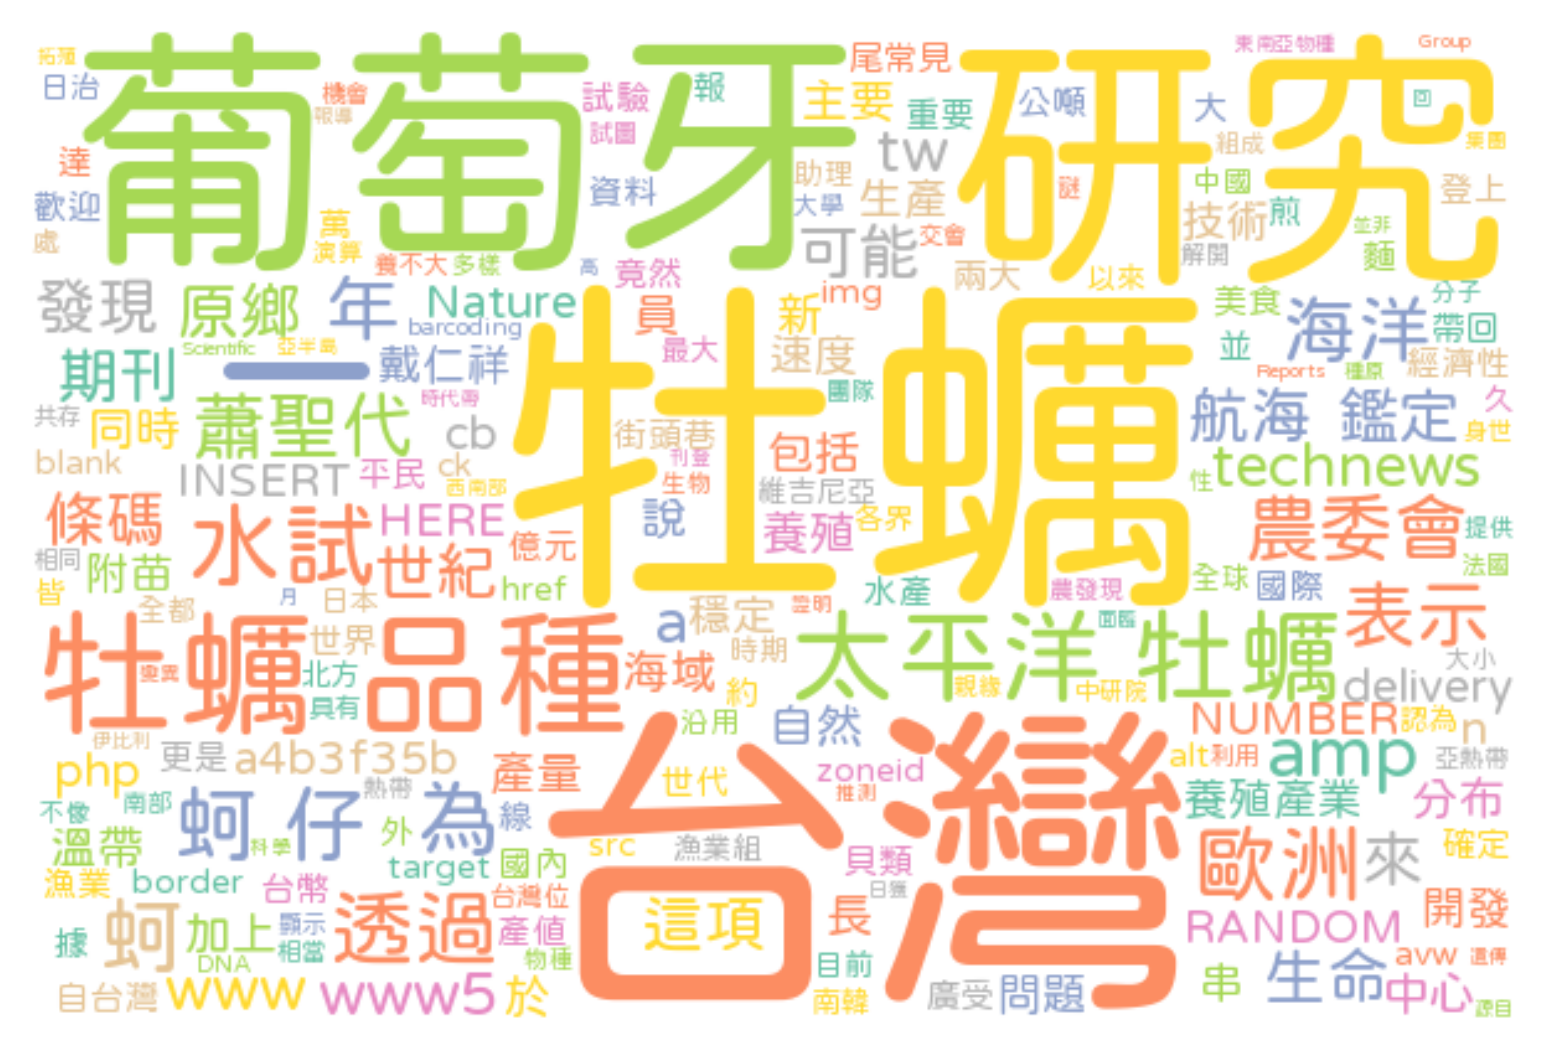 拓殖
葡萄牙
研究
尾常見
東南亞物種
Group
日治
機會
報導
試驗
報
主要
重要
公噸
大
回
試圖
tw
組成
集團
達
資料
助理
生產
謎
中國
登上
歡迎
大學
技術
煎
處
萬
可能
交會
並非
演算
解開
麵
養不大
多樣
高
竟然
兩大
以來
發現
原鄉
年
Nature
員
新
img
美食
分子
海洋
帶回
barcoding
牡蠣
速度
最大
並
期刊
Scientific
一
戴仁祥
經濟性
Reports
種原
團隊
共存
同時
蕭聖代
時代帶
cb
街頭巷
包括
航海
鑑定
久
身世
blank
INSERT
平民
ck
刊登
technews
西南部
生物
維吉尼亞
性
條碼
水試
HERE
說
養殖
各界
農委會
提供
億元
相同
附苗
世紀
href
水產
農發現
全球
國際
法國
皆
全都
月
日本
a
穩定
證明
表示
牡蠣品種
世界
太平洋
面臨
牡蠣
北方
海域
時期
大小
具有
約
親緣
中研院
delivery
沿用
自然
NUMBER
認為
n
伊比利
更是
a4b3f35b
產量
台灣
alt
利用
amp
亞熱帶
php
熱帶
世代
zoneid
推測
養殖產業
分布
不像
南部
蚵仔
為
線
外
溫帶
科學
src
漁業組
貝類
歐洲
來
確定
target
國內
漁業
border
台幣
台灣位
日獲
蚵
加上
顯示
透過
產值
這項
長
RANDOM
開發
據
相當
DNA
物種
目前
avw
遺傳
自台灣
www
www5
於
南韓
廣受
問題
串
生命
中心